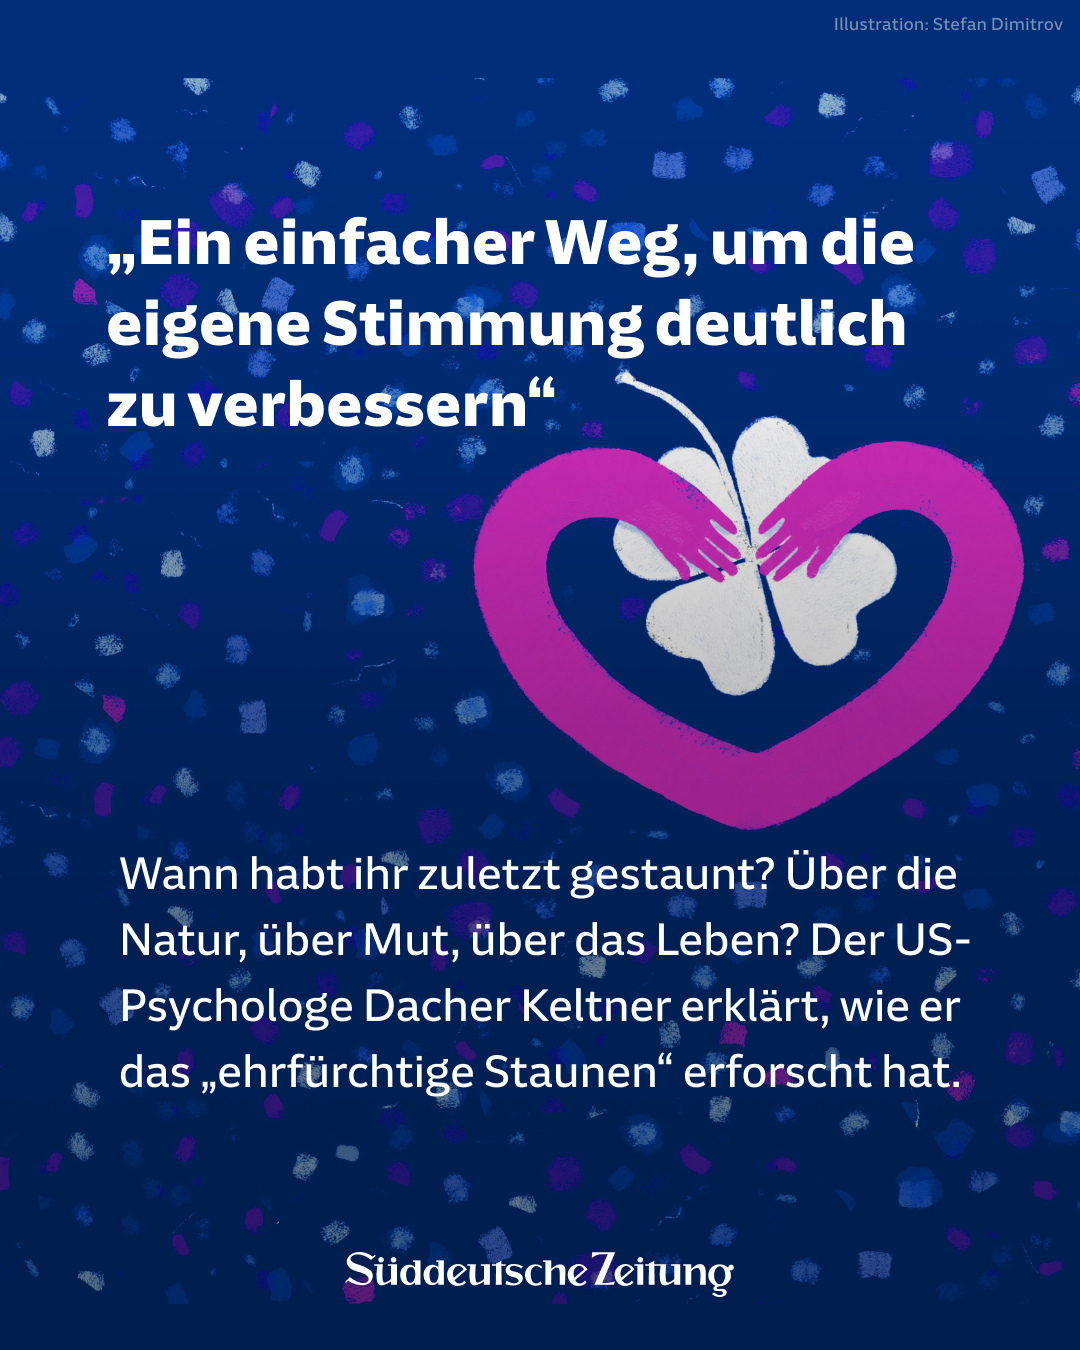 Illustration: Stefan Dimitrov
„Ein einfacher Weg, um die
eigene Stimmung deutlich
zu verbessern“
Wann habt ihr zuletzt gestaunt? Über die
Natur, über Mut, über das Leben? Der US-
Psychologe Dacher Keltner erklärt, wie er
das „ehrfürchtige Staunen“ erforscht hat.
Süddeutsche Zeitung